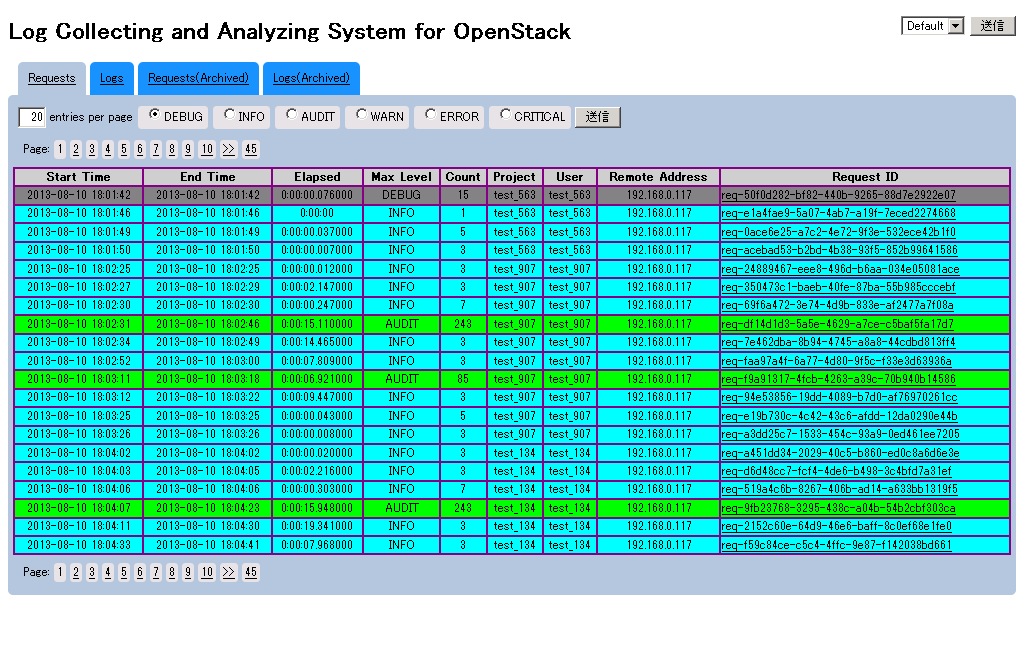 Log Collecting and Analyzing System for OpenStack
Default 送信
Requests Logs Requests(Archived) Logs(Archived)
20 entries per page DEBUG INFO AUDIT WARN ERROR CRITICAL 送信
Page: 1 2 3 4 5 6 7 8 9 10 >> 45
Start Time End Time Elapsed Max Level Count Project User Remote Address Request ID
2013-08-10 18:01:42 2013-08-10 18:01:42 0:00:00.076000 DEBUG 15 test_563 test_563 192.168.0.117 req-50f0d282-bf82-440b-9265-88d7e2922e07
2013-08-10 18:01:46 2013-08-10 18:01:46 0:00:00 INFO 1 test_563 test_563 192.168.0.117 req-e1a4fae9-5a07-4ab7-a19f-7eced2274668
2013-08-10 18:01:49 2013-08-10 18:01:49 0:00:00.037000 INFO 5 test_563 test_563 192.168.0.117 req-0ace6e25-a7c2-4e72-9f3e-532ece42b1f0
2013-08-10 18:01:50 2013-08-10 18:01:50 0:00:00.007000 INFO 3 test_563 test_563 192.168.0.117 req-acebad53-b2bd-4b38-93f5-852b99641586
2013-08-10 18:02:25 2013-08-10 18:02:25 0:00:00.012000 INFO 3 test_907 test_907 192.168.0.117 req-24889467-eee8-496d-b6aa-034e05081ace
2013-08-10 18:02:27 2013-08-10 18:02:29 0:00:02.147000 INFO 3 test_907 test_907 192.168.0.117 req-350473c1-baeb-40fe-87ba-55b985cccebf
2013-08-10 18:02:30 2013-08-10 18:02:30 0:00:00.247000 INFO 7 test_907 test_907 192.168.0.117 req-69f6a472-3e74-4d9b-833e-af2477a7f08a
2013-08-10 18:02:31 2013-08-10 18:02:46 0:00:15.110000 AUDIT 243 test_907 test_907 192.168.0.117 req-df14d1d3-5a5e-4629-a7ce-c5baf5fa17d7
2013-08-10 18:02:34 2013-08-10 18:02:49 0:00:14.465000 INFO 3 test_907 test_907 192.168.0.117 req-7e462dba-8b94-4745-a8a8-44cdbd813ff4
2013-08-10 18:02:52 2013-08-10 18:03:00 0:00:07.809000 INFO 3 test_907 test_907 192.168.0.117 req-faa97a4f-6a77-4d80-9f5c-f33e3d63936a
2013-08-10 18:03:11 2013-08-10 18:03:18 0:00:06.921000 AUDIT 85 test_907 test_907 192.168.0.117 req-f9a91317-4fcb-4263-a39c-70b940b14586
2013-08-10 18:03:12 2013-08-10 18:03:22 0:00:09.447000 INFO 3 test_907 test_907 192.168.0.117 req-94e53856-19dd-4089-b7d0-af76970261cc
2013-08-10 18:03:25 2013-08-10 18:03:25 0:00:00.043000 INFO 5 test_907 test_907 192.168.0.117 req-e19b730c-4c42-43c6-afdd-12da0290e44b
2013-08-10 18:03:26 2013-08-10 18:03:26 0:00:00.008000 INFO 3 test_907 test_907 192.168.0.117 req-a3dd25c7-1533-454c-93a9-0ed461ee7205
2013-08-10 18:04:02 2013-08-10 18:04:02 0:00:00.020000 INFO 3 test_134 test_134 192.168.0.117 req-a451dd34-2029-40c5-b860-ed0c8a6d6e3e
2013-08-10 18:04:03 2013-08-10 18:04:05 0:00:02.216000 INFO 3 test_134 test_134 192.168.0.117 req-d6d48cc7-fcf4-4de6-b498-3c4bfd7a31ef
2013-08-10 18:04:06 2013-08-10 18:04:06 0:00:00.303000 INFO 7 test_134 test_134 192.168.0.117 req-519a4c6b-8267-406b-ad14-a633bb1319f5
2013-08-10 18:04:07 2013-08-10 18:04:23 0:00:15.948000 AUDIT 243 test_134 test_134 192.168.0.117 req-9fb23768-3295-438c-a04b-54b2cbf303ca
2013-08-10 18:04:11 2013-08-10 18:04:30 0:00:19.341000 INFO 3 test_134 test_134 192.168.0.117 req-2152c60e-64d9-46e6-baff-8c0ef68e1fe0
2013-08-10 18:04:33 2013-08-10 18:04:41 0:00:07.968000 INFO 3 test_134 test_134 192.168.0.117 req-f59c84ce-c5c4-4ffc-9e87-f142038bd661
Page: 1 2 3 4 5 6 7 8 9 10 >> 45